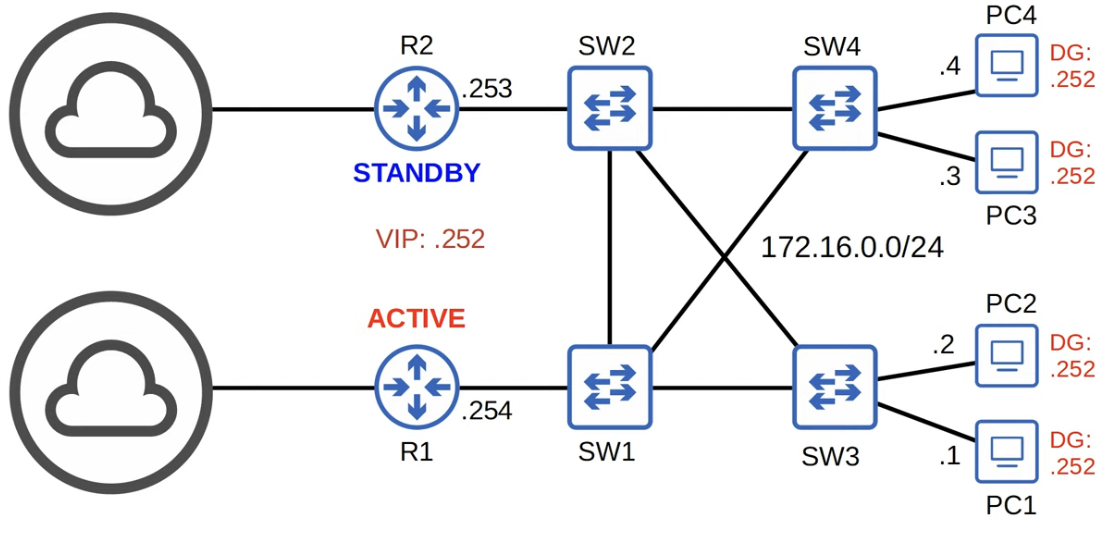 R2
SW2
SW4
PC4
.4
DG:
.252
.253
STANDBY
.3
DG:
.252
PC3
VIP: .252
172.16.0.0/24
ACTIVE
PC2
.2
DG:
.252
.254
R1
SW1
SW3
.1
DG:
.252
PC1